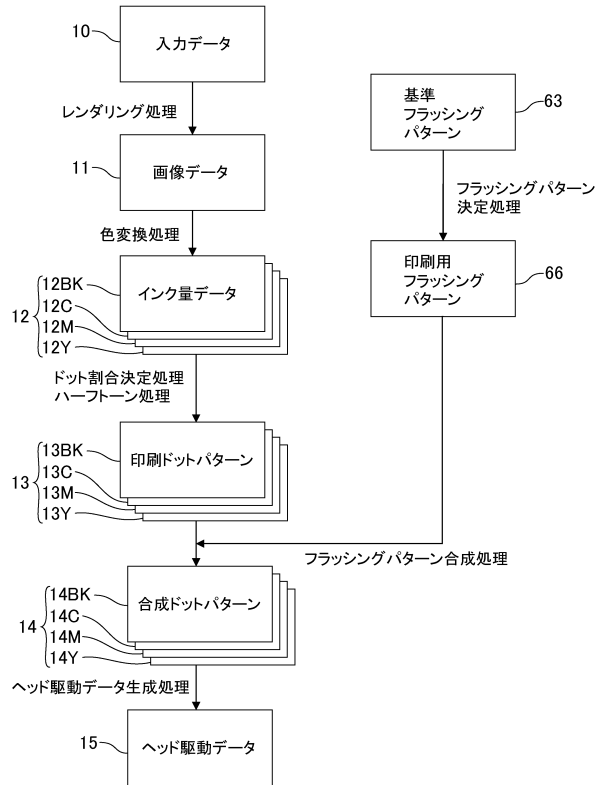 10
入力データ
レンダリング処理
11
画像データ
色変換処理
12
12BK
12C
12M
12Y
インク量データ
ドット割合決定処理
ハーフトーン処理
13
13BK
13C
13M
13Y
印刷ドットパターン
基準
フラッシング
パターン
63
フラッシングパターン
決定処理
印刷用
フラッシング
パターン
66
フラッシングパターン合成処理
14
14BK
14C
14M
14Y
合成ドットパターン
ヘッド駆動データ生成処理
15
ヘッド駆動データ